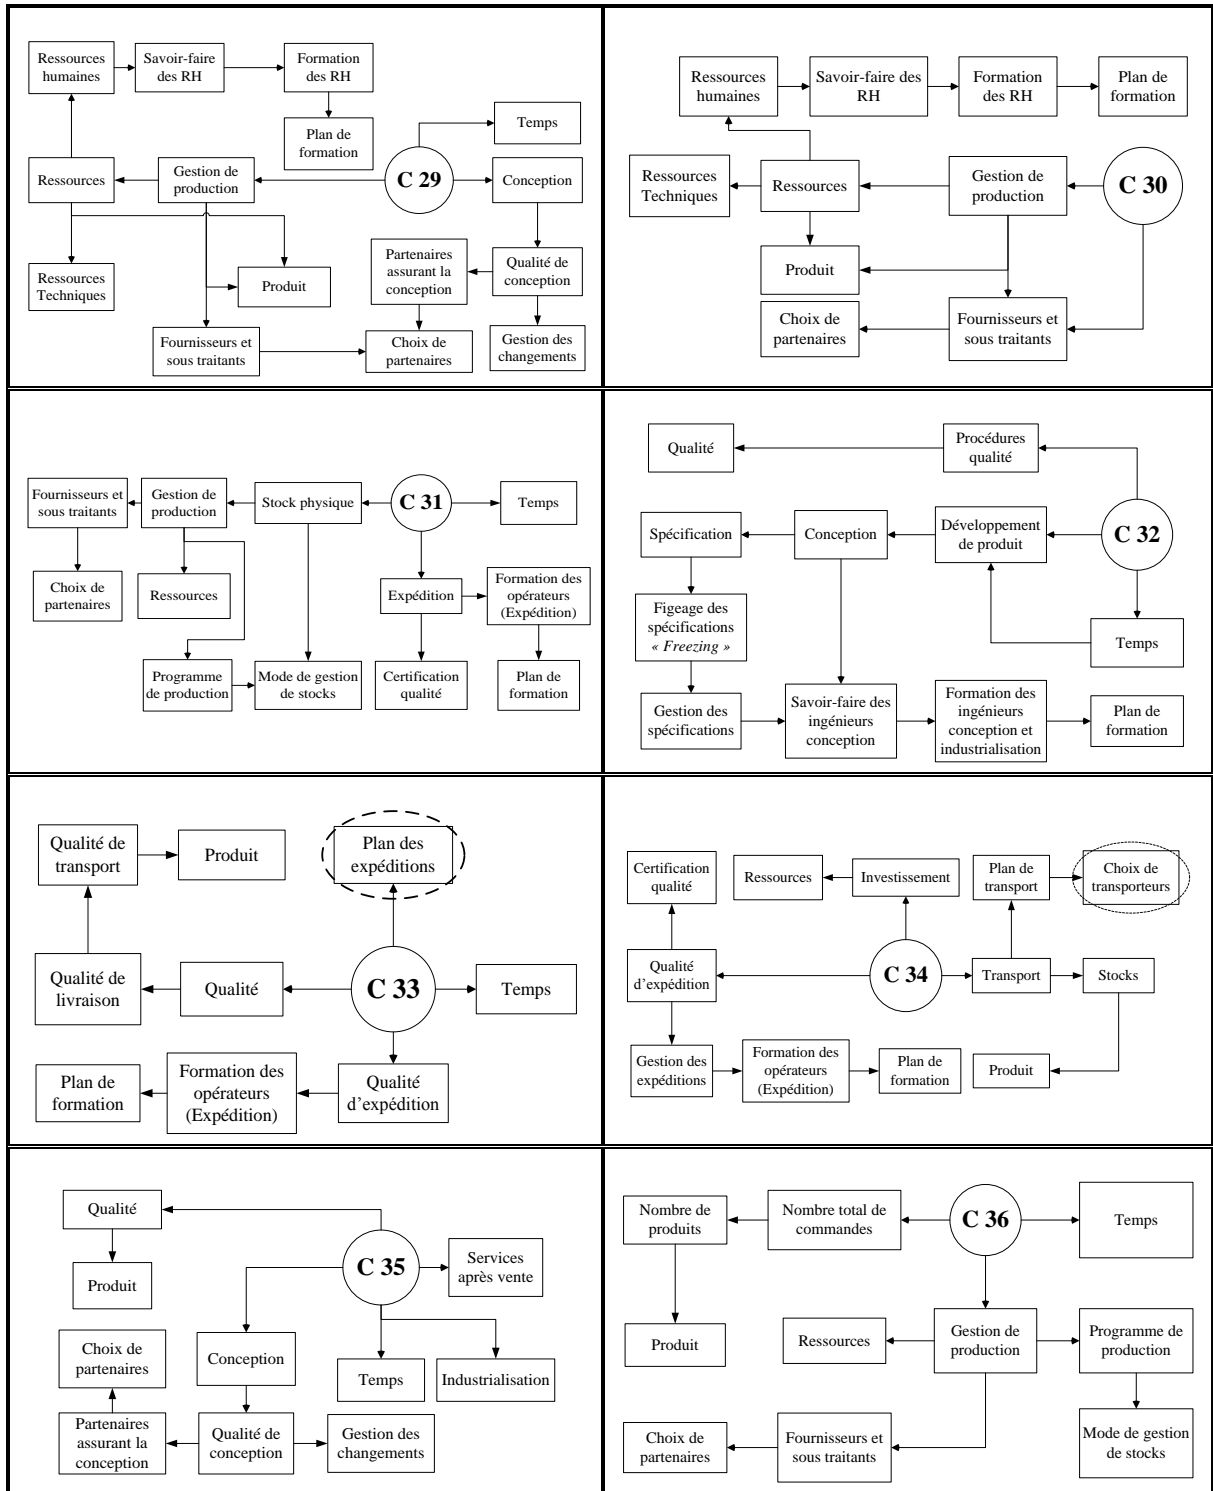 Ressources
humaines
Savoir-faire
des RH
Formation
des RH
Temps
Plan de
formation
Ressources
Gestion de
production
C 29
Conception
Partenaires
assurant la
conception
Qualité de
conception
Ressources
Techniques
Produit
Fournisseurs et
sous traitants
Choix de
partenaires
Gestion des
changements
Ressources
humaines
Savoir-faire des
RH
Formation
des RH
Plan de
formation
Ressources
Techniques
Ressources
Gestion de
production
C 30
Produit
Choix de
partenaires
Fournisseurs et
sous traitants
Fournisseurs et
sous traitants
Gestion de
production
Stock physique
C 31
Temps
Choix de
partenaires
Ressources
Expédition
Formation des
opérateurs
(Expédition)
Programme
de production
Mode de gestion
de stocks
Certification
qualité
Plan de
formation
Qualité
Procédures
qualité
Spécification
Conception
Développement
de produit
C 32
Figeage des
spécifications
« Freezing »
Temps
Gestion des
spécifications
Savoir-faire des
ingénieurs
conception
Formation des
ingénieurs
conception et
industrialisation
Plan de
formation
Qualité de
transport
Produit
Plan des
expéditions
Qualité de
livraison
Qualité
C 33
Temps
Plan de
formation
Formation des
opérateurs
(Expédition)
Qualité
d’expédition
Certification
qualité
Ressources
Investissement
Plan de
transport
Choix de
transporteurs
Qualité
d’expédition
C 34
Transport
Stocks
Gestion des
expéditions
Formation des
opérateurs
(Expédition)
Plan de
formation
Produit
Qualité
C 35
Services
après vente
Produit
Choix de
partenaires
Conception
Temps
Industrialisation
Partenaires
assurant la
conception
Qualité de
conception
Gestion des
changements
Nombre de
produits
Nombre total de
commandes
C 36
Temps
Produit
Ressources
Gestion de
production
Programme de
production
Choix de
partenaires
Fournisseurs et
sous traitants
Mode de gestion
de stocks